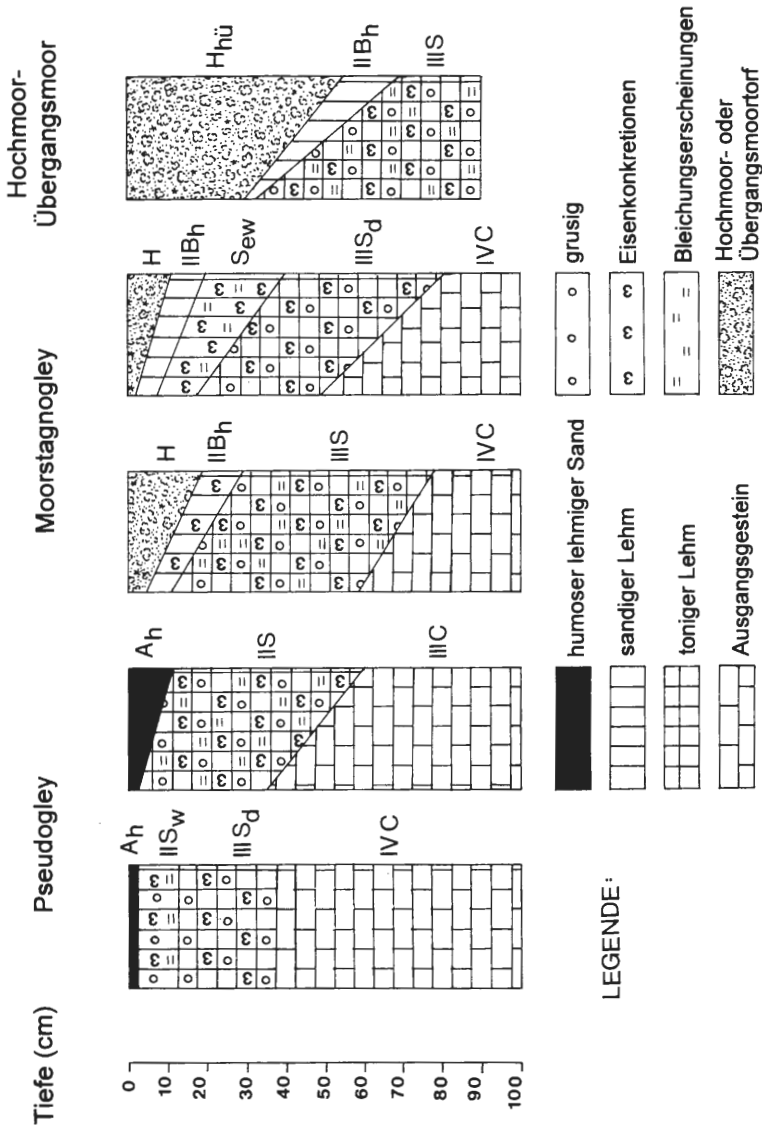 Tiefe (cm)
Pseudogley
Moorstagnogley
Hochmoor-
Übergangsmoor
0
10
20
30
40
50
60
70
80
90
100
Ah
IISw
IIISd
IVC
Ah
IIS
IIIC
H
IIBh
IIIS
IVC
H
IIBh
Sew
IIISd
IVC
Hhü
IIBh
IIIS
LEGENDE:
humoser lehmiger Sand
sandiger Lehm
toniger Lehm
Ausgangsgestein
grusig
Eisenkonkretionen
Bleichungserscheinungen
Hochmoor- oder
Übergangsmoortorf